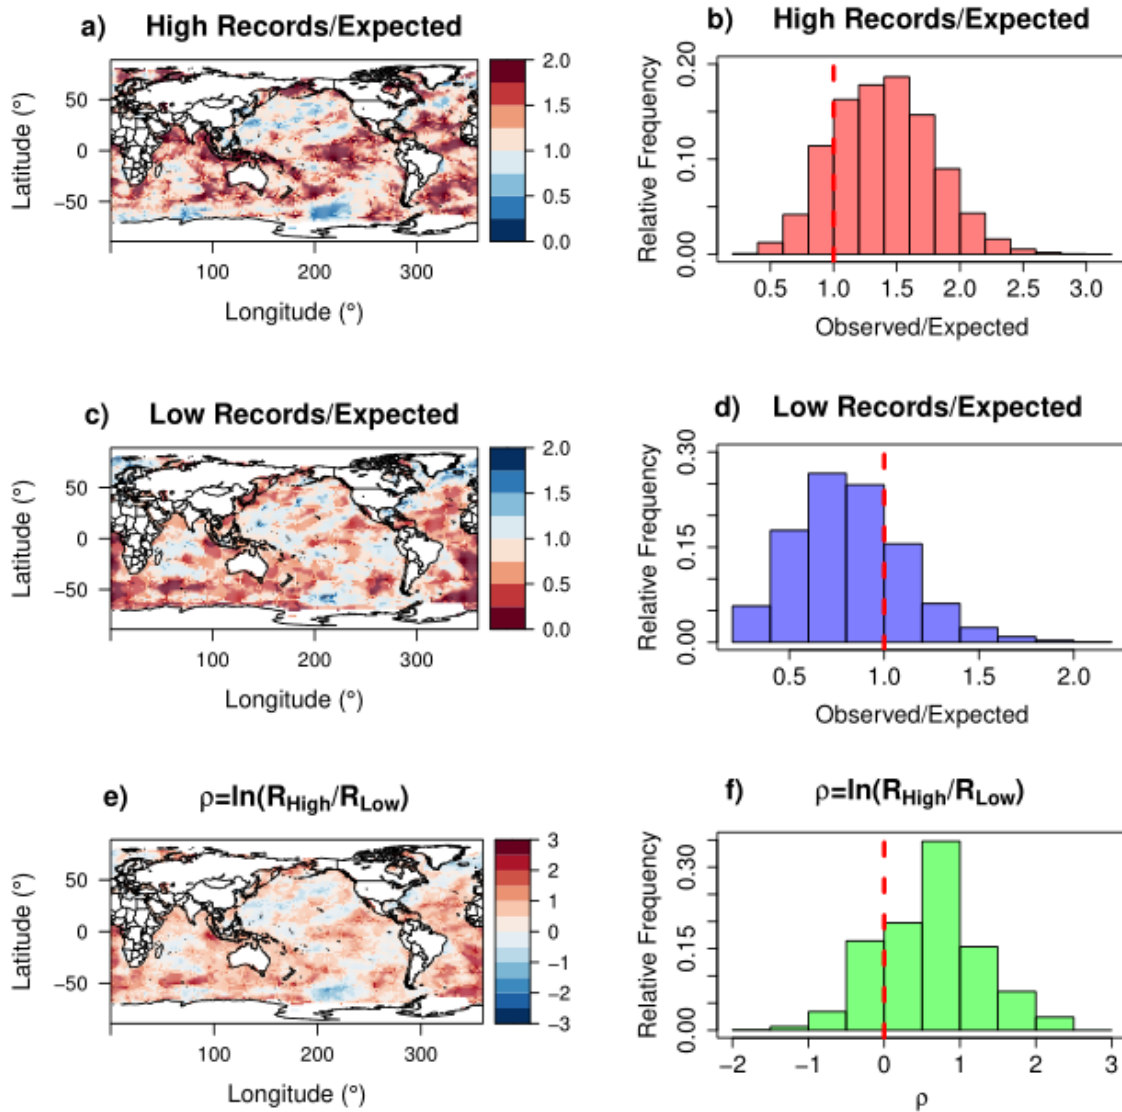 a) High Records/Expected
Latitude (°)
50
0
−50
100 200 300
Longitude (°)
2.0
1.5
1.0
0.5
0.0
b) High Records/Expected
Relative Frequency
0.20
0.10
0.00
0.5 1.0 1.5 2.0 2.5 3.0
Observed/Expected
c) Low Records/Expected
Latitude (°)
50
0
−50
100 200 300
Longitude (°)
2.0
1.5
1.0
0.5
0.0
d) Low Records/Expected
Relative Frequency
0.30
0.15
0.00
0.5 1.0 1.5 2.0
Observed/Expected
e) ρ=ln(R_High/R_Low)
Latitude (°)
50
0
−50
100 200 300
Longitude (°)
3
2
1
0
−1
−2
−3
f) ρ=ln(R_High/R_Low)
Relative Frequency
0.30
0.15
0.00
−2 −1 0 1 2 3
ρ